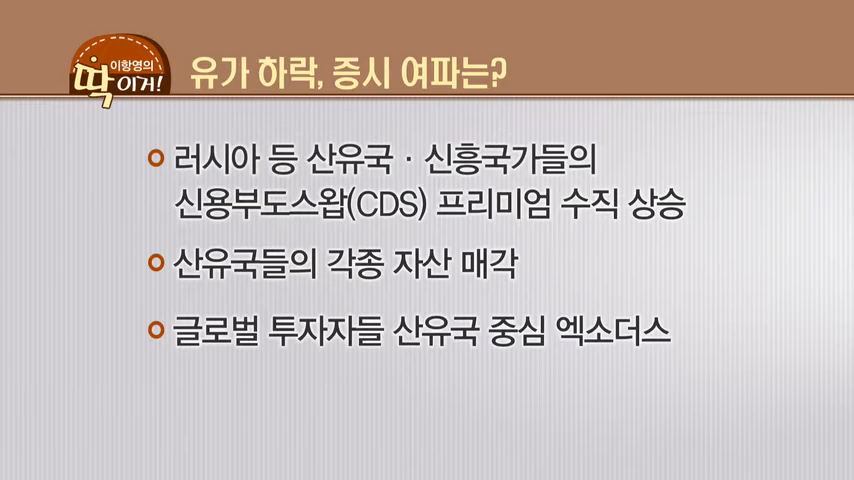 이항영의
딱 이거!
유가 하락, 증시 여파는?
러시아 등 산유국 · 신흥국가들의
신용부도스왑(CDS) 프리미엄 수직 상승
산유국들의 각종 자산 매각
글로벌 투자자들 산유국 중심 엑소더스